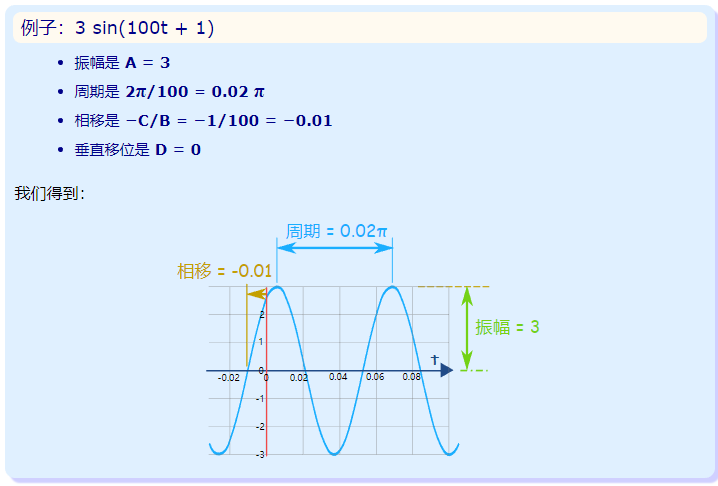 例子：3 sin(100t + 1)
• 振幅是 A = 3
• 周期是 2π/100 = 0.02 π
• 相移是 −C/B = −1/100 = −0.01
• 垂直移位是 D = 0
我们得到：
周期 = 0.02π
相移 = -0.01
2
振幅 = 3
1
t
0
-0.02 0 0.02 0.04 0.06 0.08
-1
-2
-3